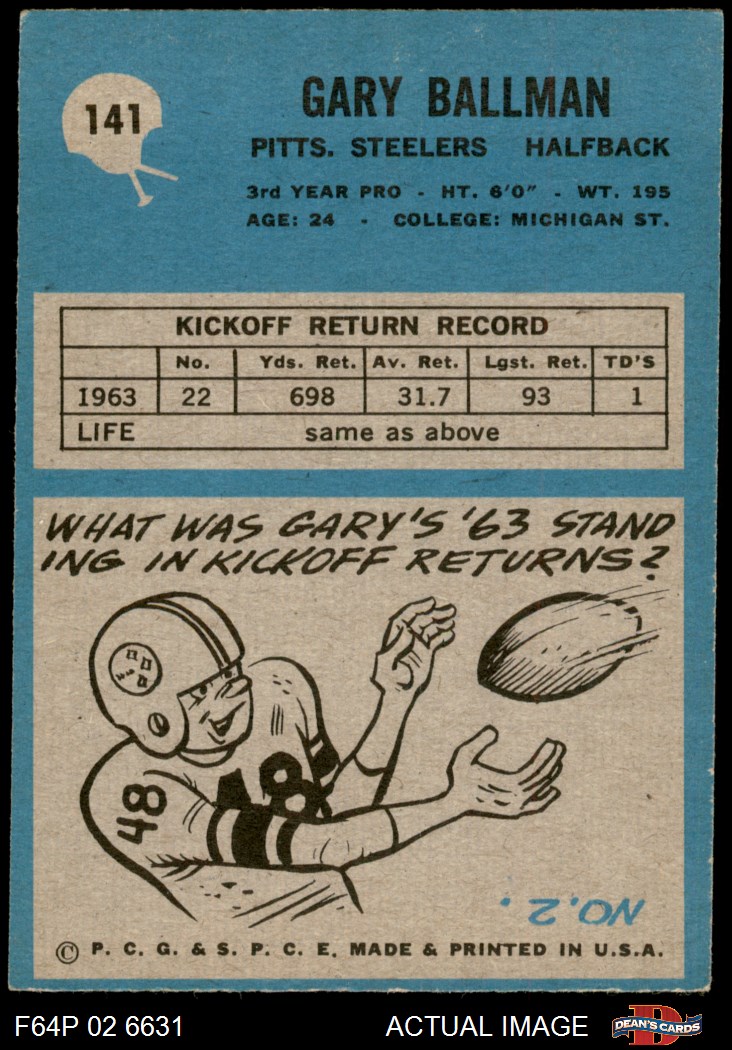 141
GARY BALLMAN
PITTS. STEELERS HALFBACK
3rd YEAR PRO - HT. 6'0" - WT. 195
AGE: 24 - COLLEGE: MICHIGAN ST.
KICKOFF RETURN RECORD
No. Yds. Ret. Av. Ret. Lgst. Ret. TD'S
1963 22 698 31.7 93 1
LIFE same as above
WHAT WAS GARY'S '63 STAND
ING IN KICKOFF RETURNS?
48
48
NO. 2.
© P. C. G. & S. P. C. E. MADE & PRINTED IN U.S.A.
F64P 02 6631 ACTUAL IMAGE D DEAN'S CARDS